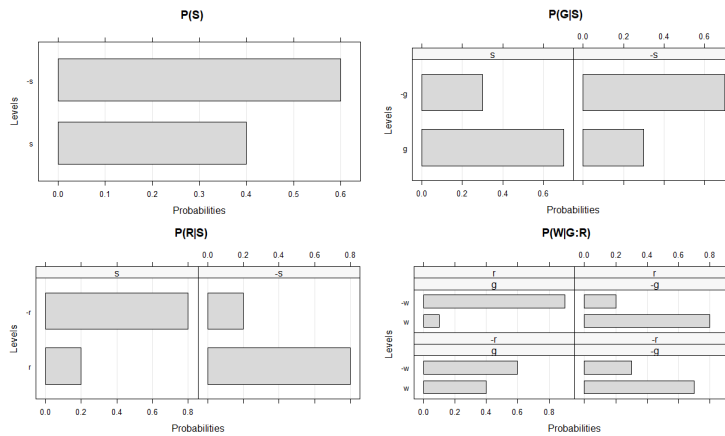 P(S)
-s
s
Levels
0.0 0.1 0.2 0.3 0.4 0.5 0.6
Probabilities
P(G|S)
0.0 0.2 0.4 0.6
s -s
-g
g
Levels
0.0 0.2 0.4 0.6
Probabilities
P(R|S)
0.0 0.2 0.4 0.6 0.8
s -s
-r
r
Levels
0.0 0.2 0.4 0.6 0.8
Probabilities
P(W|G:R)
0.0 0.2 0.4 0.6 0.8
r r
g -g
-w
w
-r -r
g -g
-w
w
Levels
0.0 0.2 0.4 0.6 0.8
Probabilities